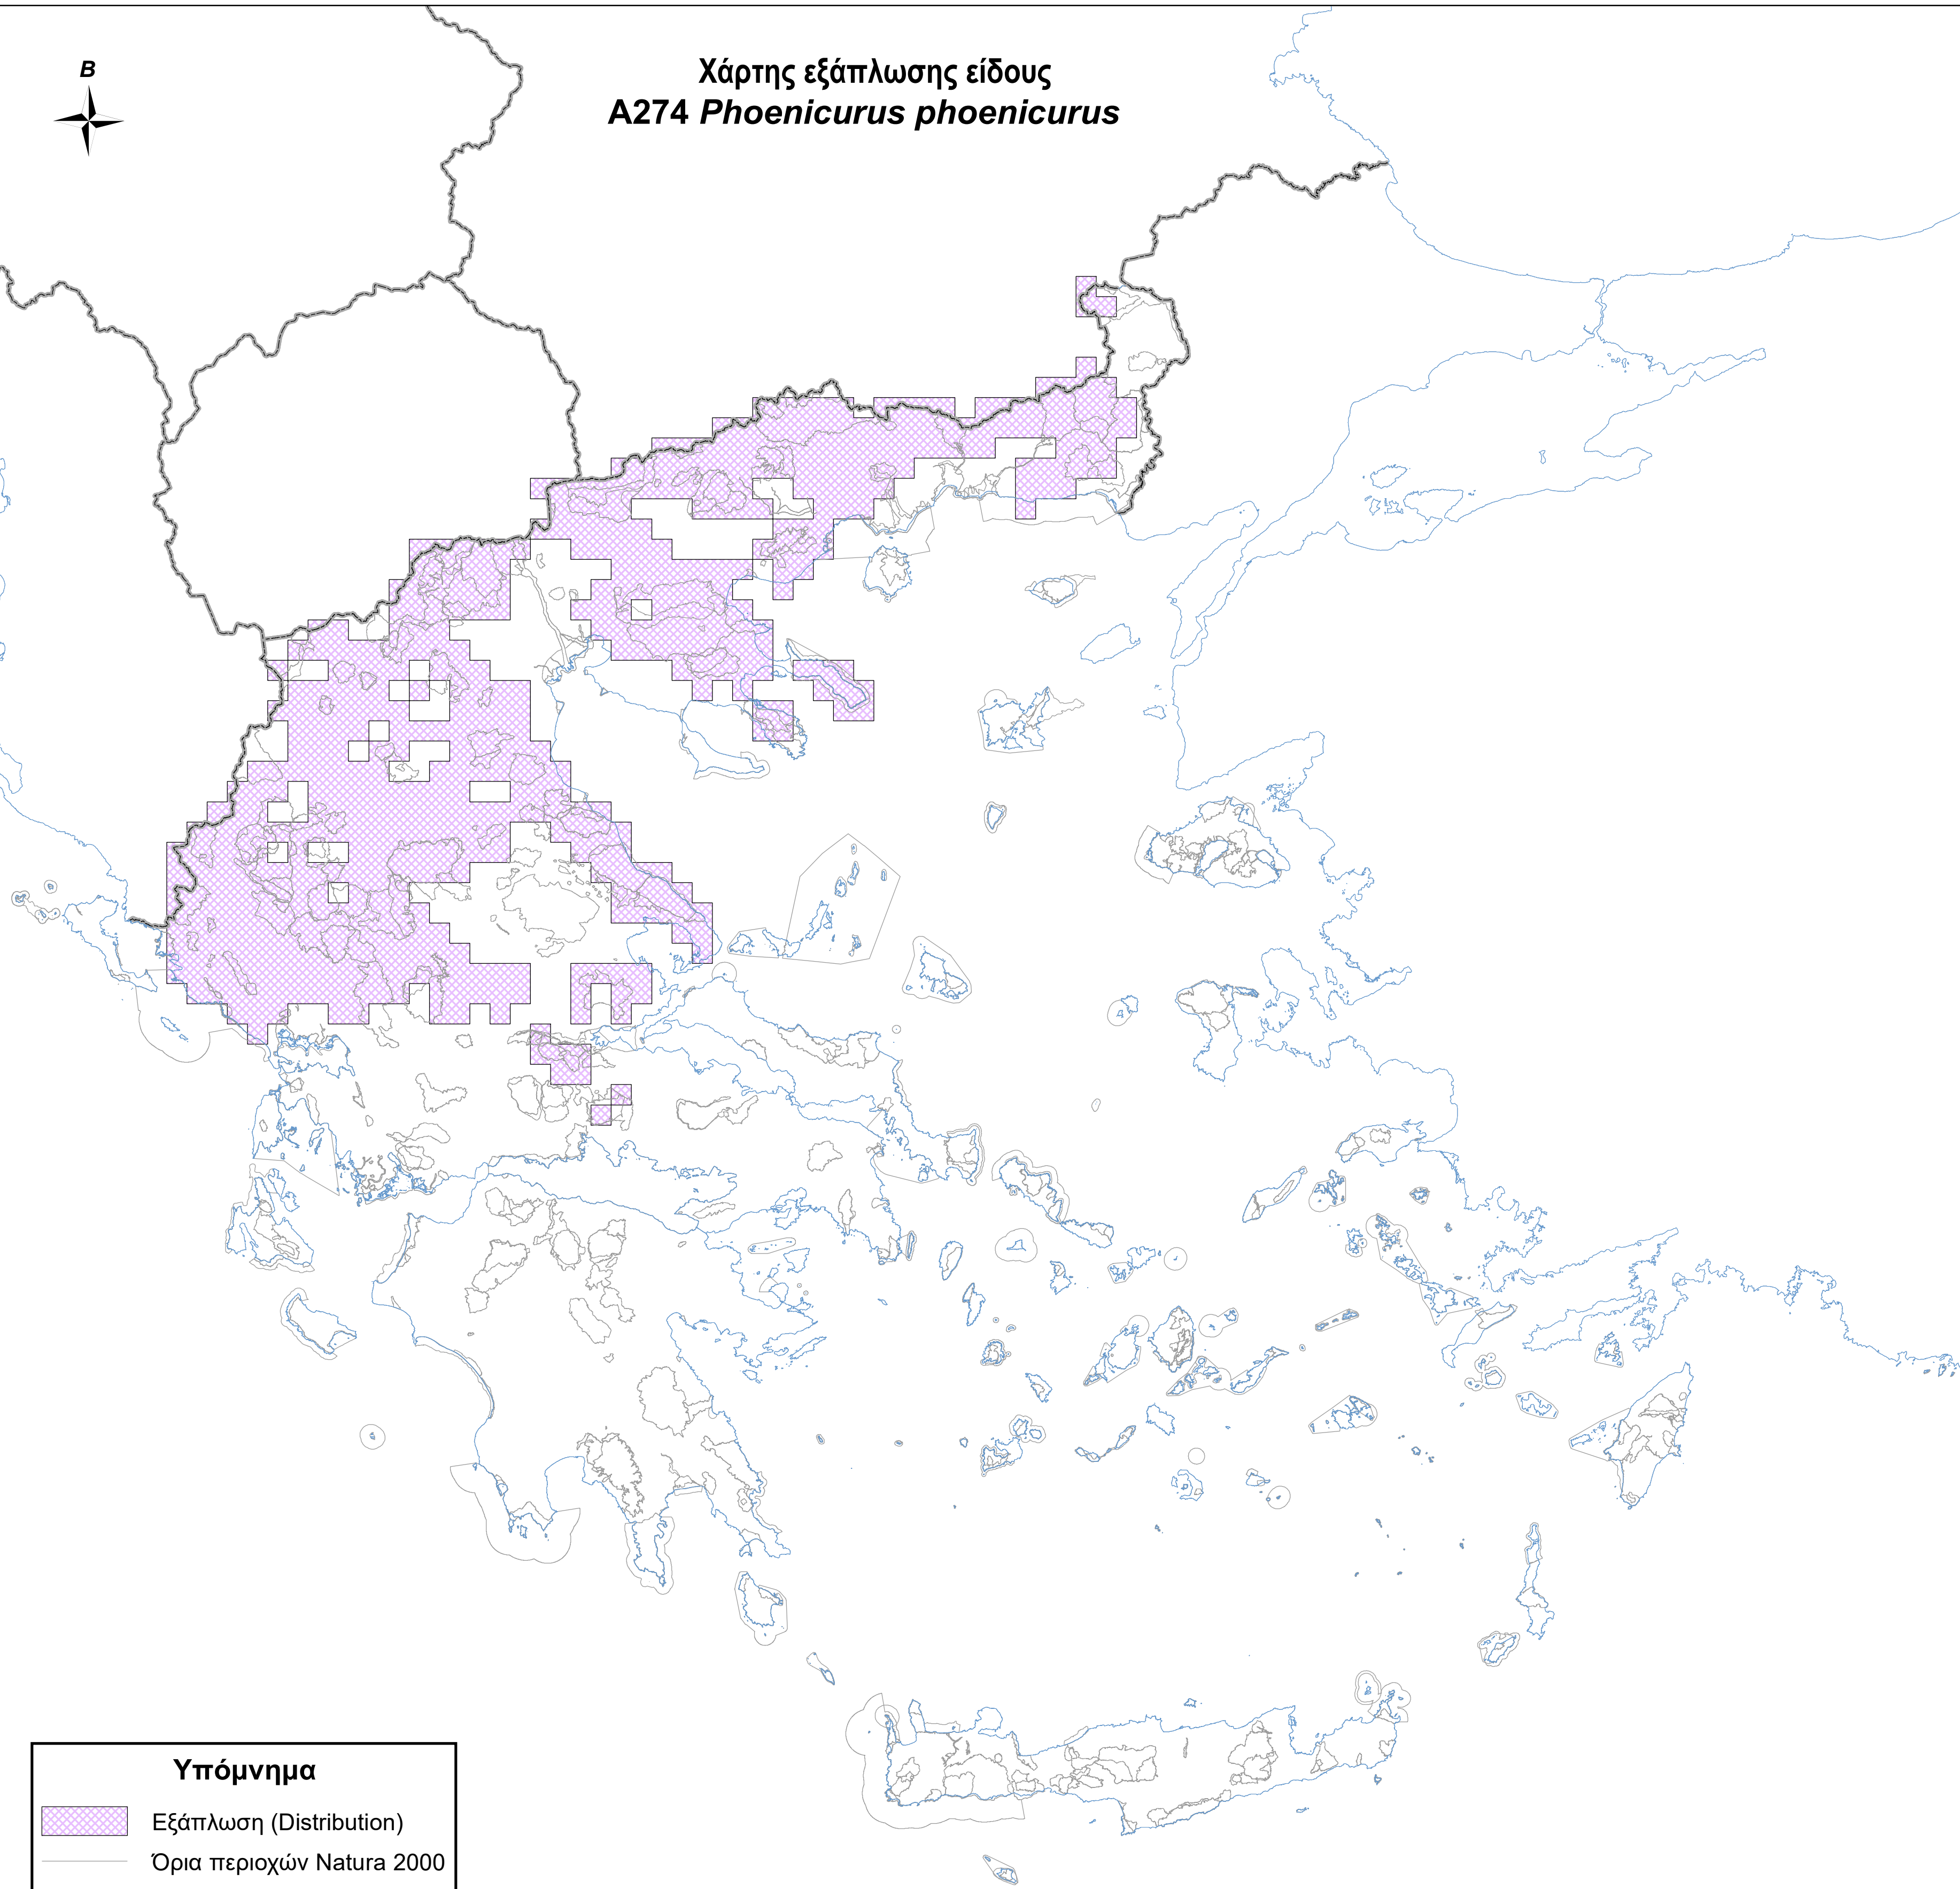 B
Χάρτης εξάπλωσης είδους
A274 Phoenicurus phoenicurus
Υπόμνημα
Εξάπλωση (Distribution)
Όρια περιοχών Natura 2000